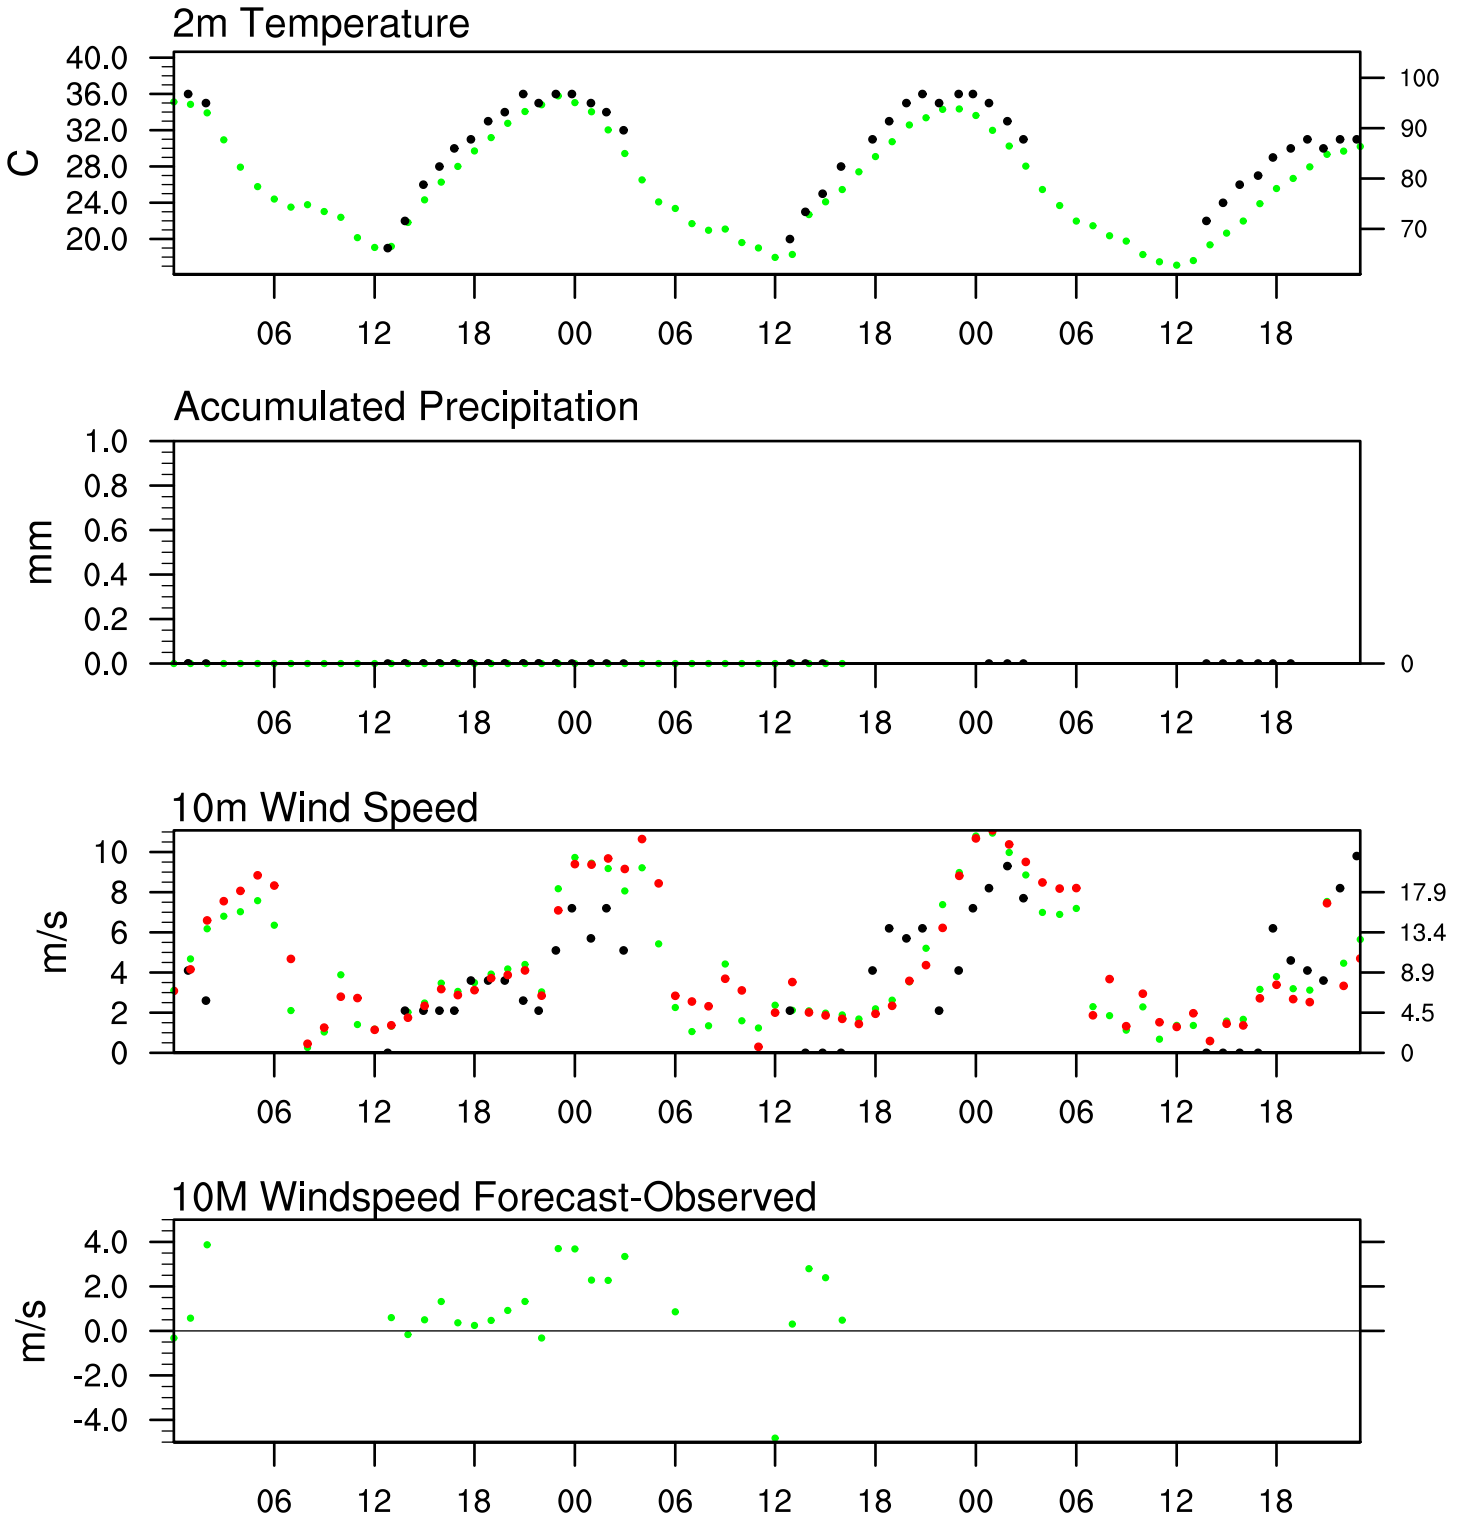 2m Temperature
40.0
36.0
32.0
28.0
24.0
20.0
C
100
90
80
70
06 12 18 00 06 12 18 00 06 12 18
Accumulated Precipitation
1.0
0.8
0.6
0.4
0.2
0.0
mm
0
06 12 18 00 06 12 18 00 06 12 18
10m Wind Speed
10
8
6
4
2
0
m/s
17.9
13.4
8.9
4.5
0
06 12 18 00 06 12 18 00 06 12 18
10M Windspeed Forecast-Observed
4.0
2.0
0.0
-2.0
-4.0
m/s
06 12 18 00 06 12 18 00 06 12 18